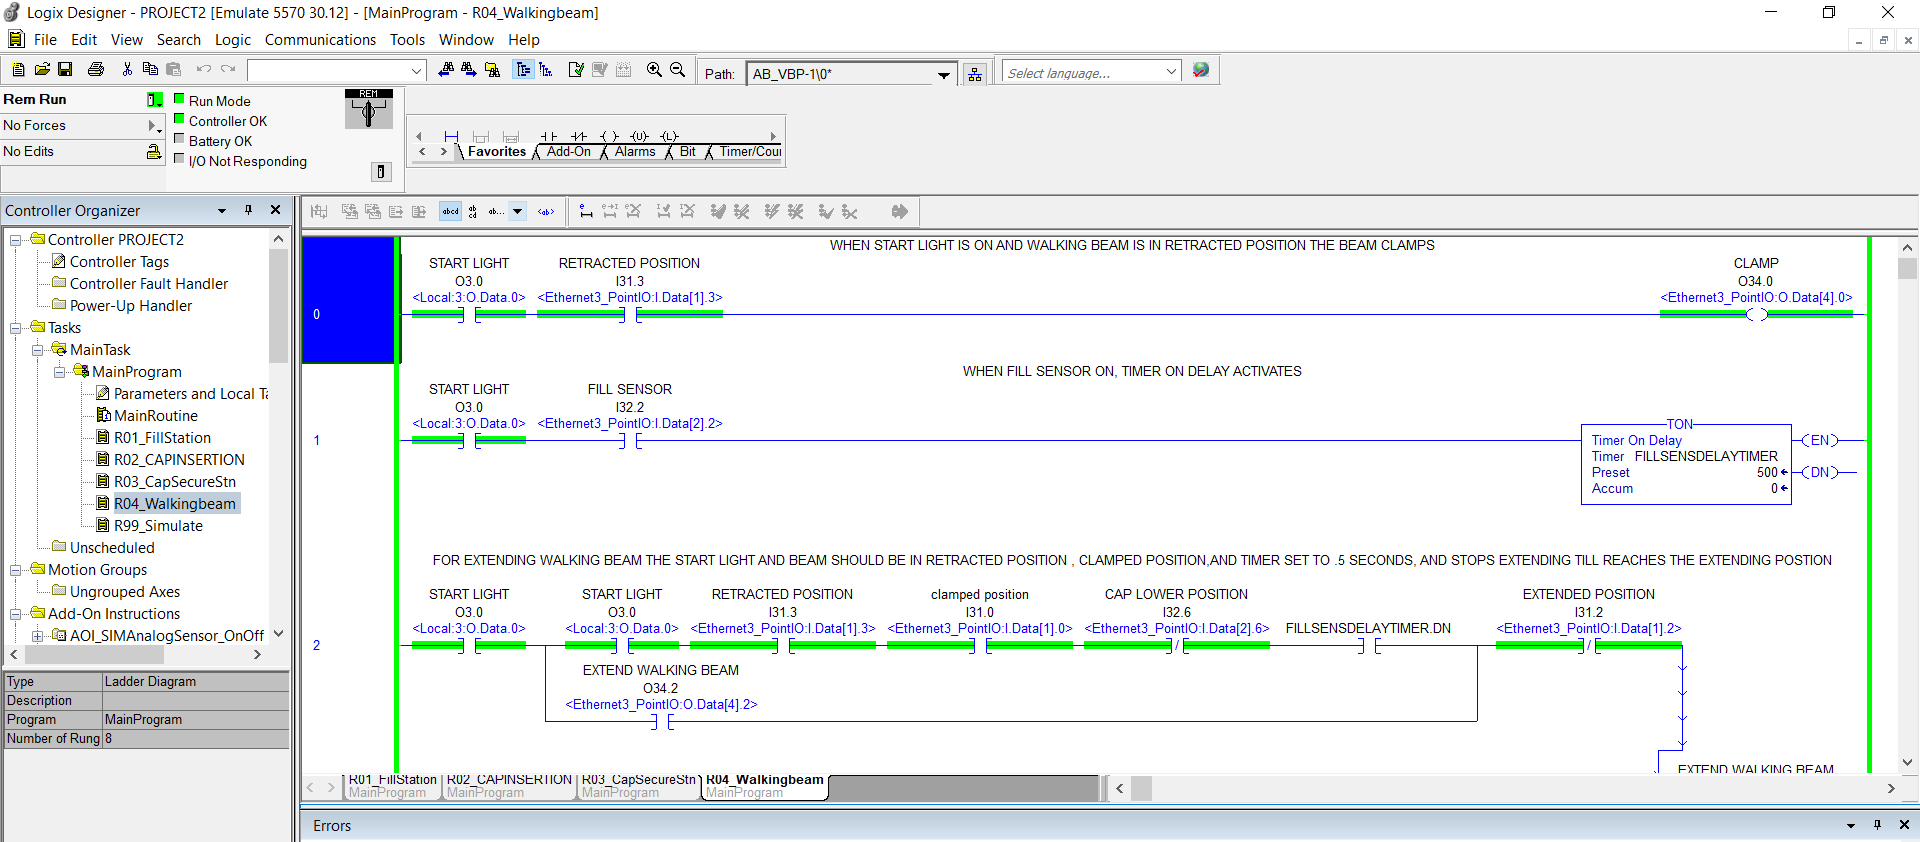 Logix Designer - PROJECT2 [Emulate 5570 30.12] - [MainProgram - R04_Walkingbeam]
File Edit View Search Logic Communications Tools Window Help
Path: AB_VBP-1\0*
Select language...
Rem Run
No Forces
No Edits
Run Mode
Controller OK
Battery OK
I/O Not Responding
REM
Favorites Add-On Alarms Bit Timer/Cou
Controller Organizer
Controller PROJECT2
Controller Tags
Controller Fault Handler
Power-Up Handler
Tasks
MainTask
MainProgram
Parameters and Local Ta
MainRoutine
R01_FillStation
R02_CAPINSERTION
R03_CapSecureStn
R04_Walkingbeam
R99_Simulate
Unscheduled
Motion Groups
Ungrouped Axes
Add-On Instructions
AOI_SIMAnalogSensor_OnOff
Type Ladder Diagram
Description
Program MainProgram
Number of Rung 8
WHEN START LIGHT IS ON AND WALKING BEAM IS IN RETRACTED POSITION THE BEAM CLAMPS
START LIGHT RETRACTED POSITION CLAMP
O3.0 I31.3 O34.0
<Local:3:O.Data.0> <Ethernet3_PointIO:I.Data[1].3> <Ethernet3_PointIO:O.Data[4].0>
0
WHEN FILL SENSOR ON, TIMER ON DELAY ACTIVATES
START LIGHT FILL SENSOR
O3.0 I32.2
<Local:3:O.Data.0> <Ethernet3_PointIO:I.Data[2].2>
1
TON
Timer On Delay EN
Timer FILLSENSDELAYTIMER
Preset 500 DN
Accum 0
FOR EXTENDING WALKING BEAM THE START LIGHT AND BEAM SHOULD BE IN RETRACTED POSITION , CLAMPED POSITION,AND TIMER SET TO .5 SECONDS, AND STOPS EXTENDING TILL REACHES THE EXTENDING POSTION
START LIGHT START LIGHT RETRACTED POSITION clamped position CAP LOWER POSITION EXTENDED POSITION
O3.0 O3.0 I31.3 I31.0 I32.6 I31.2
<Local:3:O.Data.0> <Local:3:O.Data.0> <Ethernet3_PointIO:I.Data[1].3> <Ethernet3_PointIO:I.Data[1].0> <Ethernet3_PointIO:I.Data[2].6> FILLSENSDELAYTIMER.DN <Ethernet3_PointIO:I.Data[1].2>
2
EXTEND WALKING BEAM
O34.2
<Ethernet3_PointIO:O.Data[4].2>
EXTEND WALKING BEAM
R01_FillStation R02_CAPINSERTION R03_CapSecureStn R04_Walkingbeam
MainProgram MainProgram MainProgram MainProgram
Errors